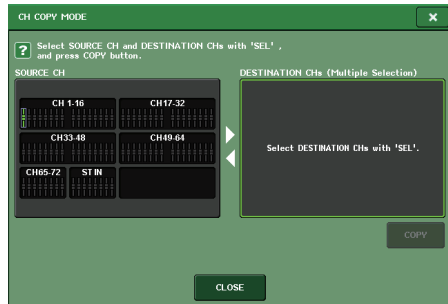 CH COPY MODE
×
? Select SOURCE CH and DESTINATION CHs with 'SEL' ,
and press COPY button.
SOURCE CH
DESTINATION CHs (Multiple Selection)
CH 1-16
CH17-32
CH33-48
CH49-64
CH65-72
ST IN
Select DESTINATION CHs with 'SEL'.
COPY
CLOSE